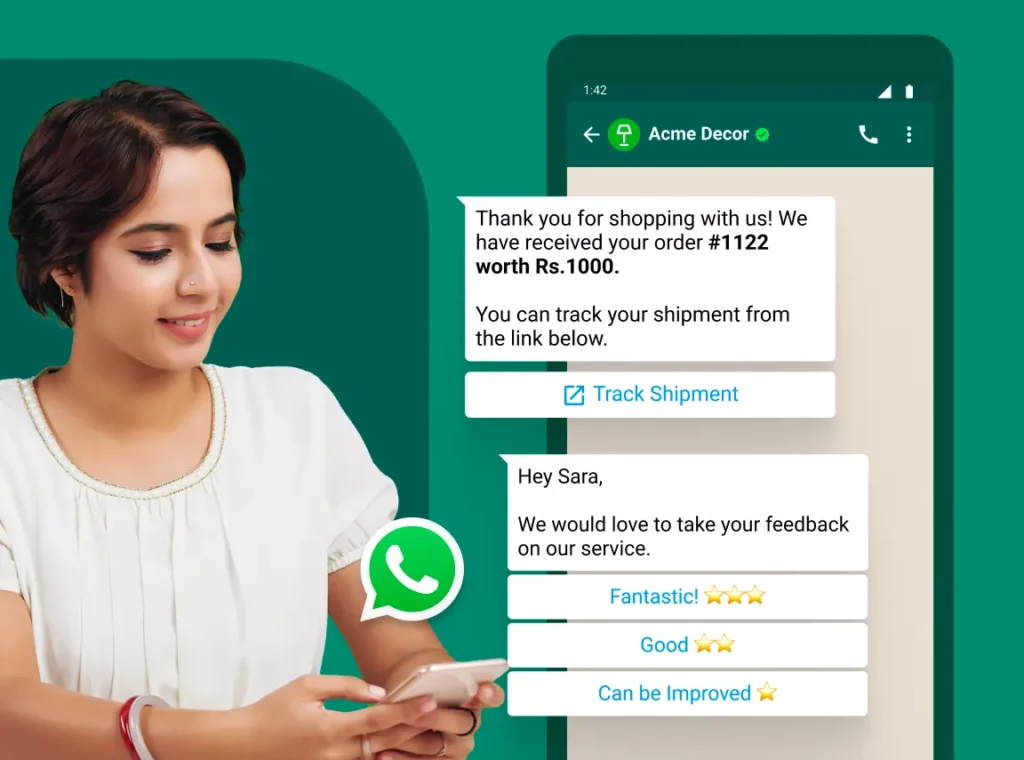 1:42
Acme Decor
Thank you for shopping with us! We
have received your order #1122
worth Rs.1000.
You can track your shipment from
the link below.
Track Shipment
Hey Sara,
We would love to take your feedback
on our service.
Fantastic! ⭐⭐⭐
Good ⭐⭐
Can be Improved ⭐